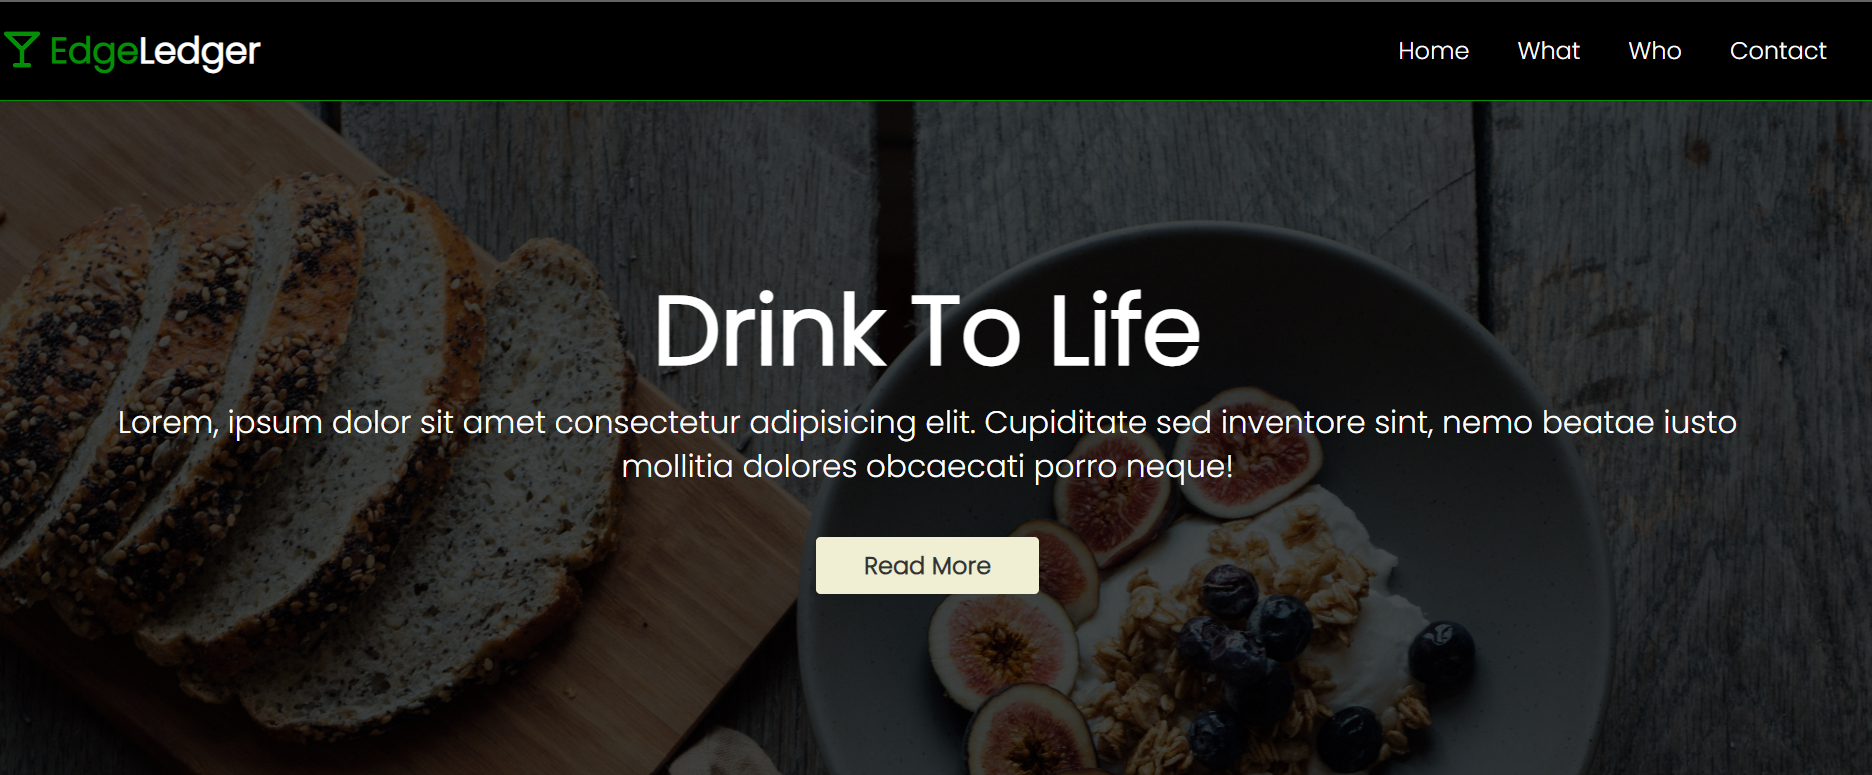 EdgeLedger
Home What Who Contact
Drink To Life
Lorem, ipsum dolor sit amet consectetur adipisicing elit. Cupiditate sed inventore sint, nemo beatae iusto
mollitia dolores obcaecati porro neque!
Read More